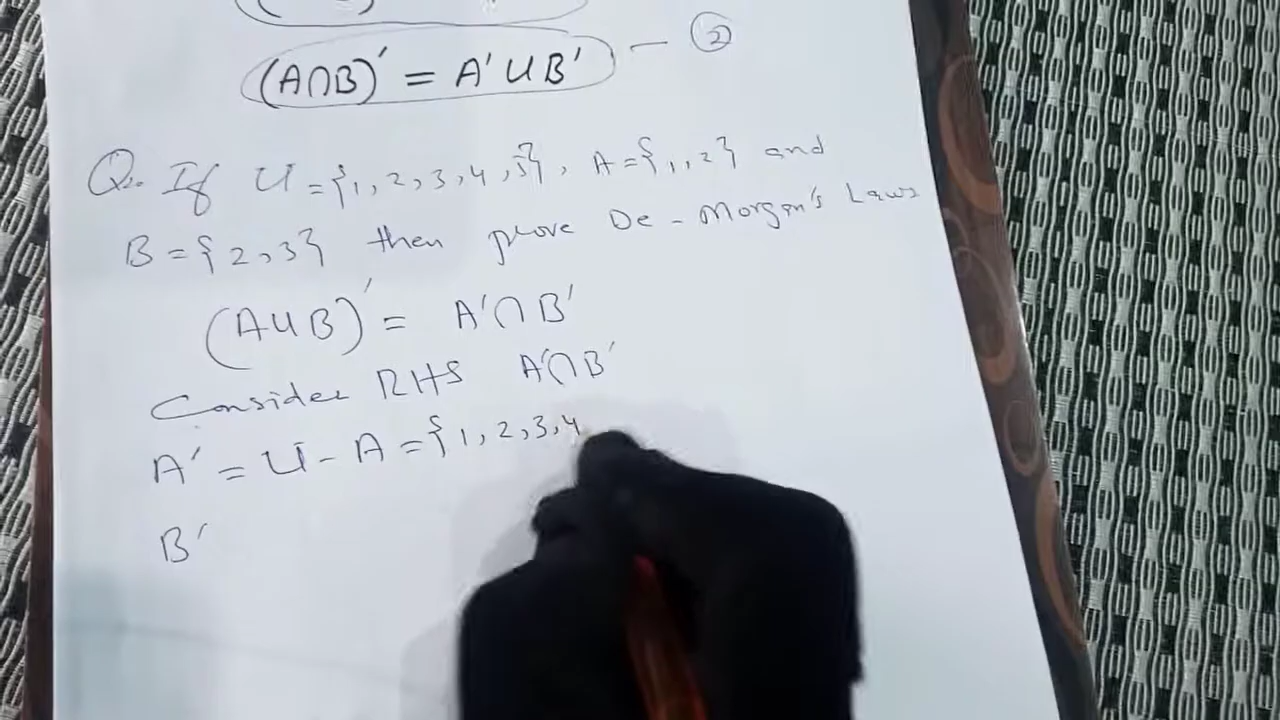 (A∩B)' = A'∪B' — ②
Q. If U = {1, 2, 3, 4, 5}, A = {1, 2} and
B = {2, 3} then prove De-Morgan's Laws
(A∪B)' = A'∩B'
Consider RHS A'∩B'
A' = U - A = {1, 2, 3, 4
B'